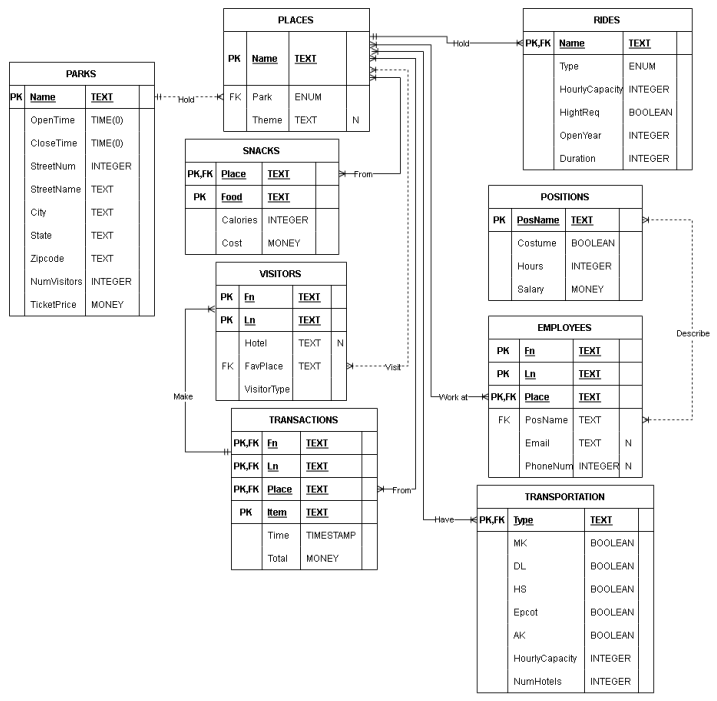 PLACES
PK Name TEXT
FK Park ENUM
Theme TEXT N
RIDES
PK,FK Name TEXT
Type ENUM
HourlyCapacity INTEGER
HightReq BOOLEAN
OpenYear INTEGER
Duration INTEGER
Hold
PARKS
PK Name TEXT
OpenTime TIME(0)
CloseTime TIME(0)
StreetNum INTEGER
StreetName TEXT
City TEXT
State TEXT
Zipcode TEXT
NumVisitors INTEGER
TicketPrice MONEY
Hold
SNACKS
PK,FK Place TEXT
PK Food TEXT
Calories INTEGER
Cost MONEY
From
POSITIONS
PK PosName TEXT
Costume BOOLEAN
Hours INTEGER
Salary MONEY
VISITORS
PK Fn TEXT
PK Ln TEXT
Hotel TEXT N
FK FavPlace TEXT
VisitorType
Visit
Describe
EMPLOYEES
PK Fn TEXT
PK Ln TEXT
PK,FK Place TEXT
FK PosName TEXT
Email TEXT N
PhoneNum INTEGER N
Work at
Make
TRANSACTIONS
PK,FK Fn TEXT
PK,FK Ln TEXT
PK,FK Place TEXT
PK Item TEXT
Time TIMESTAMP
Total MONEY
From
TRANSPORTATION
PK,FK Type TEXT
MK BOOLEAN
DL BOOLEAN
HS BOOLEAN
Epcot BOOLEAN
AK BOOLEAN
HourlyCapacity INTEGER
NumHotels INTEGER
Have